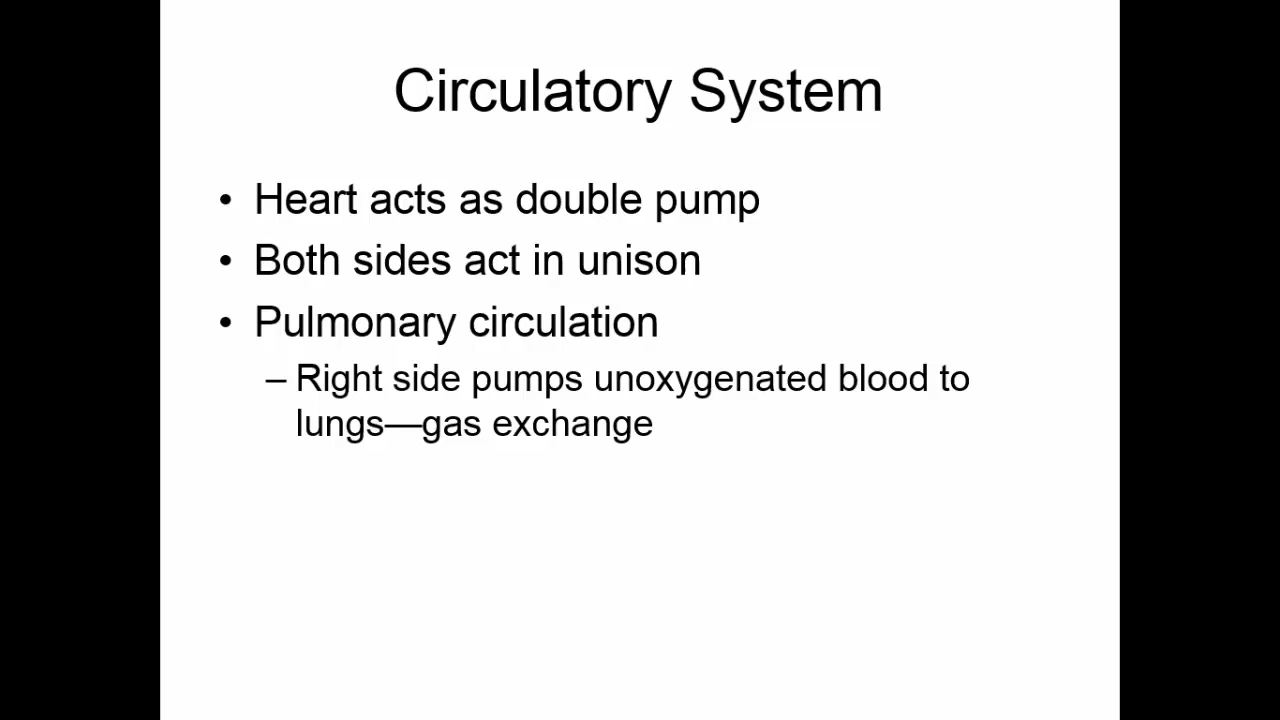 Circulatory System
• Heart acts as double pump
• Both sides act in unison
• Pulmonary circulation
– Right side pumps unoxygenated blood to
lungs—gas exchange